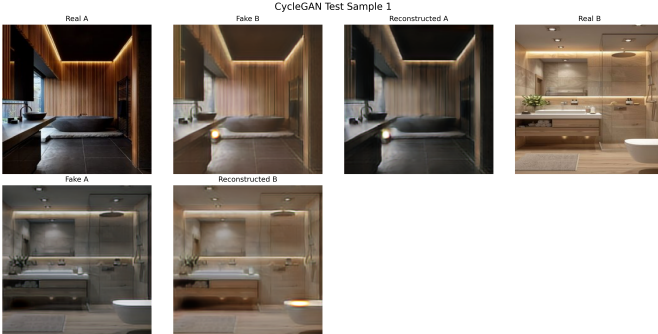 CycleGAN Test Sample 1
Real A
Fake B
Reconstructed A
Real B
Fake A
Reconstructed B